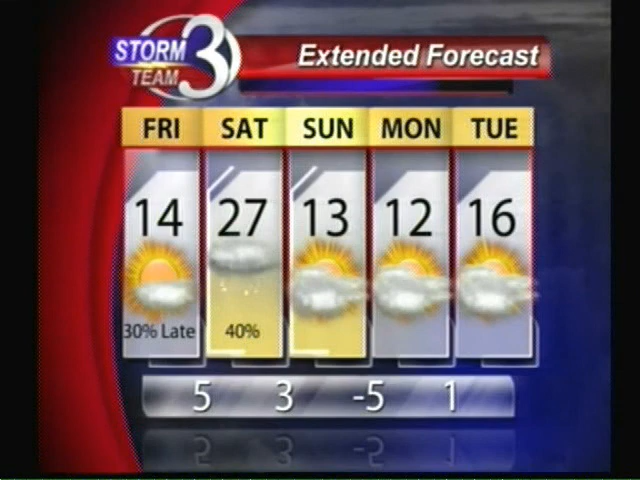 STORM 3
TEAM
Extended Forecast
FRI SAT SUN MON TUE
14 27 13 12 16
30% Late 40%
5 3 -5 1